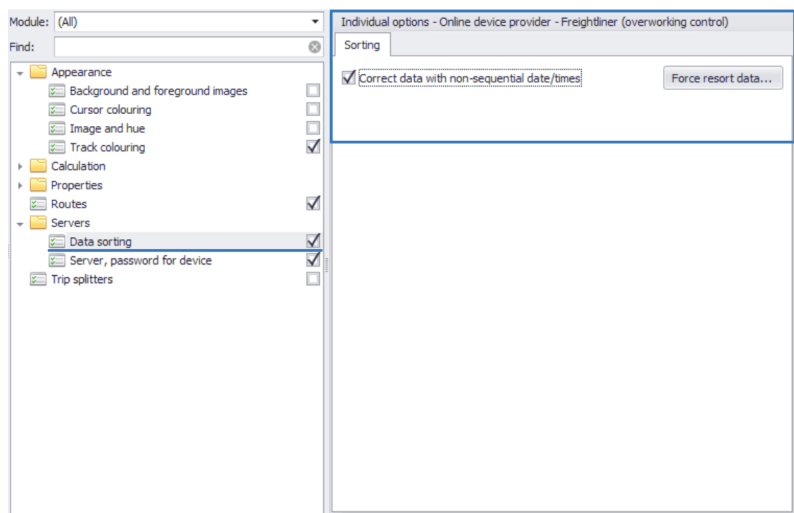 Module: (All)
Find:
Appearance
Background and foreground images
Cursor colouring
Image and hue
Track colouring
Calculation
Properties
Routes
Servers
Data sorting
Server, password for device
Trip splitters
Individual options - Online device provider - Freightliner (overworking control)
Sorting
Correct data with non-sequential date/times
Force resort data...